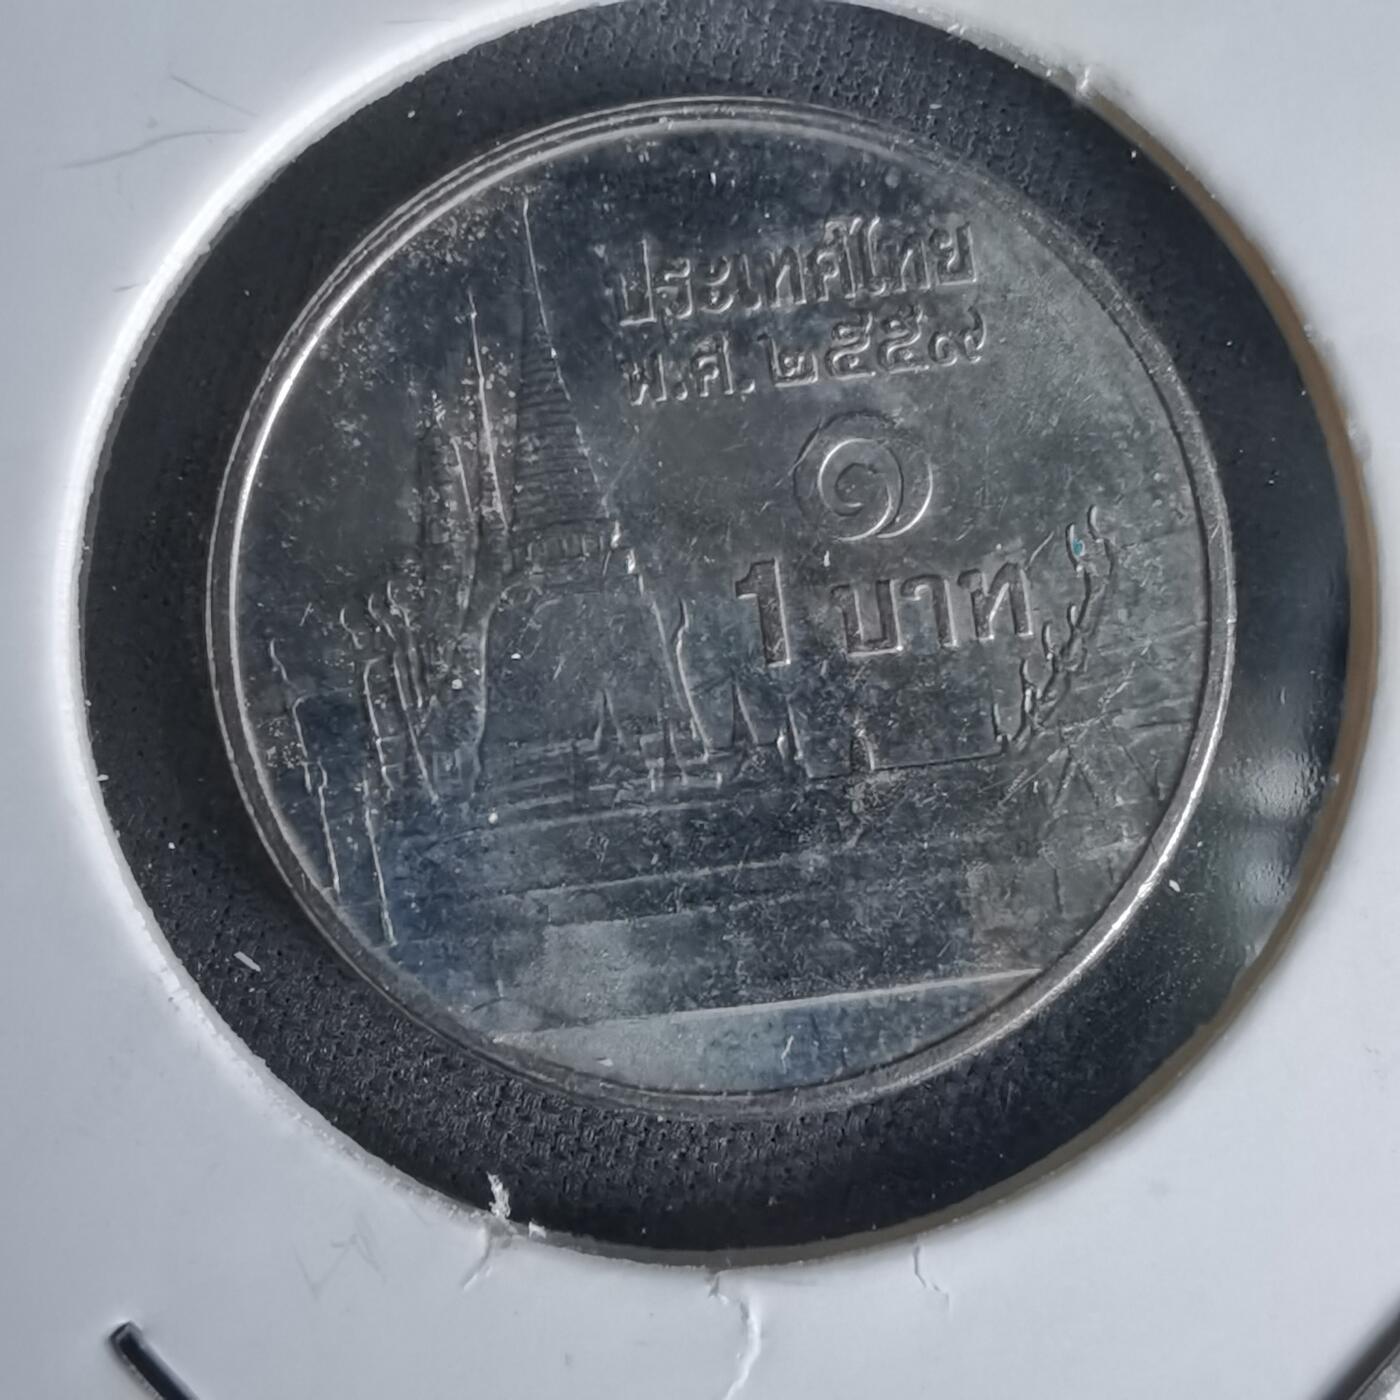 ประเทศไทย
พ.ศ. ๒๕๕๙
๑
1 บาท